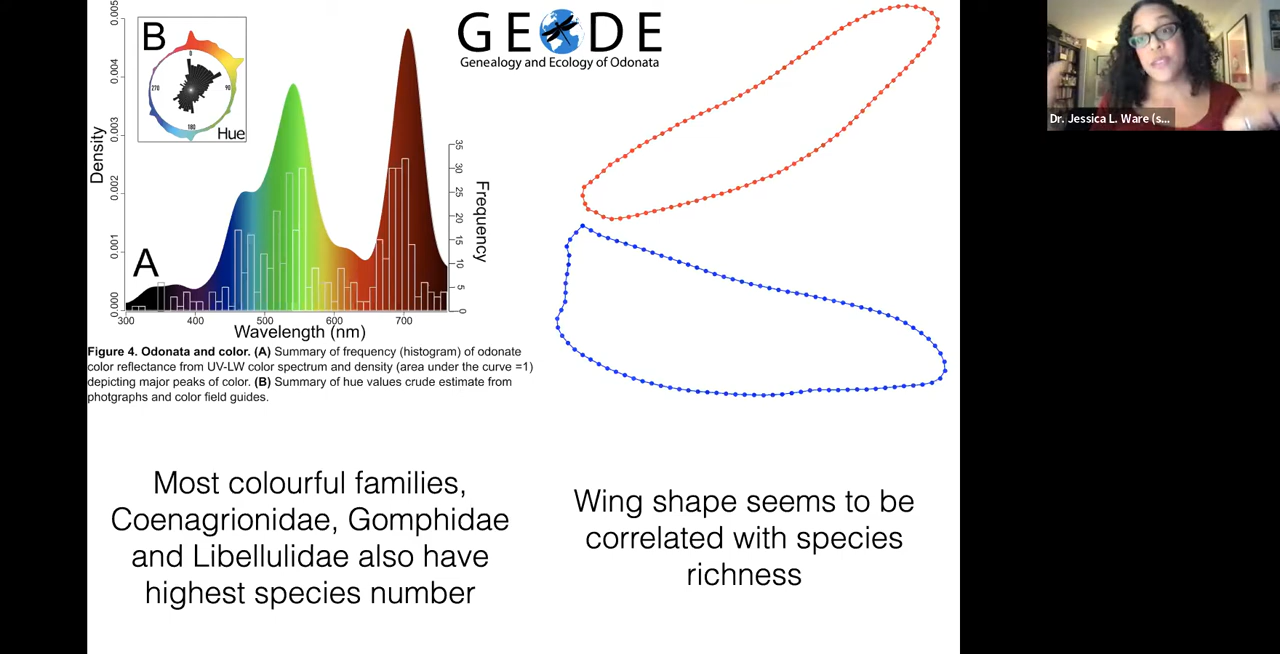 B
0
90
180
270
Hue
GEODE
Genealogy and Ecology of Odonata
Dr. Jessica L. Ware (s...
Density
0.005
0.004
0.003
0.002
0.001
0.000
A
35
30
25
20
15
10
5
0
Frequency
300 400 500 600 700
Wavelength (nm)
Figure 4. Odonata and color. (A) Summary of frequency (histogram) of odonate
color reflectance from UV-LW color spectrum and density (area under the curve =1)
depicting major peaks of color. (B) Summary of hue values crude estimate from
photgraphs and color field guides.
Most colourful families,
Coenagrionidae, Gomphidae
and Libellulidae also have
highest species number
Wing shape seems to be
correlated with species
richness